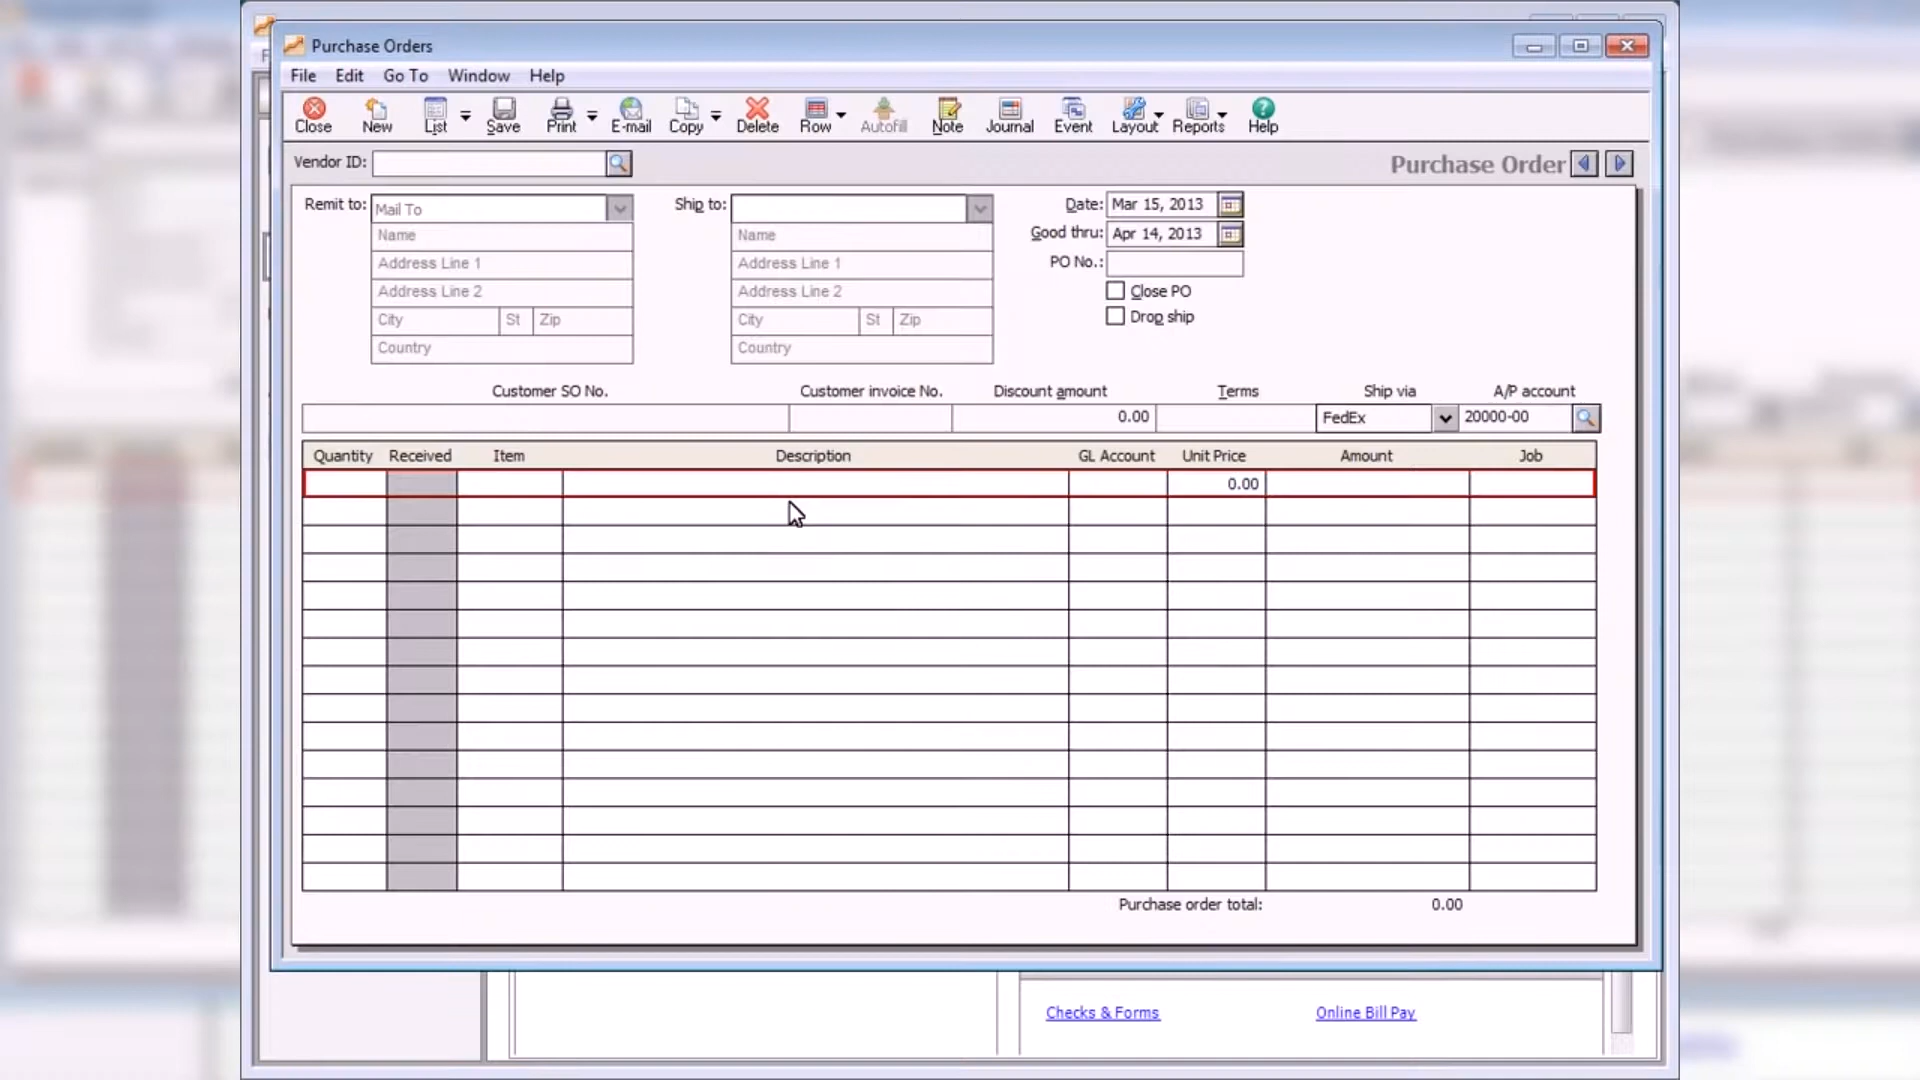 Purchase Orders
File Edit Go To Window Help
Close New List Save Print E-mail Copy Delete Row Autofill Note Journal Event Layout Reports Help
Vendor ID: Purchase Order
Remit to: Mail To Ship to: Date: Mar 15, 2013
Name Name Good thru: Apr 14, 2013
Address Line 1 Address Line 1 PO No.:
Address Line 2 Address Line 2 Close PO
City St Zip City St Zip Drop ship
Country Country
Customer SO No. Customer invoice No. Discount amount Terms Ship via A/P account
0.00 FedEx 20000-00
Quantity Received Item Description GL Account Unit Price Amount Job
0.00
Purchase order total: 0.00
Checks & Forms Online Bill Pay